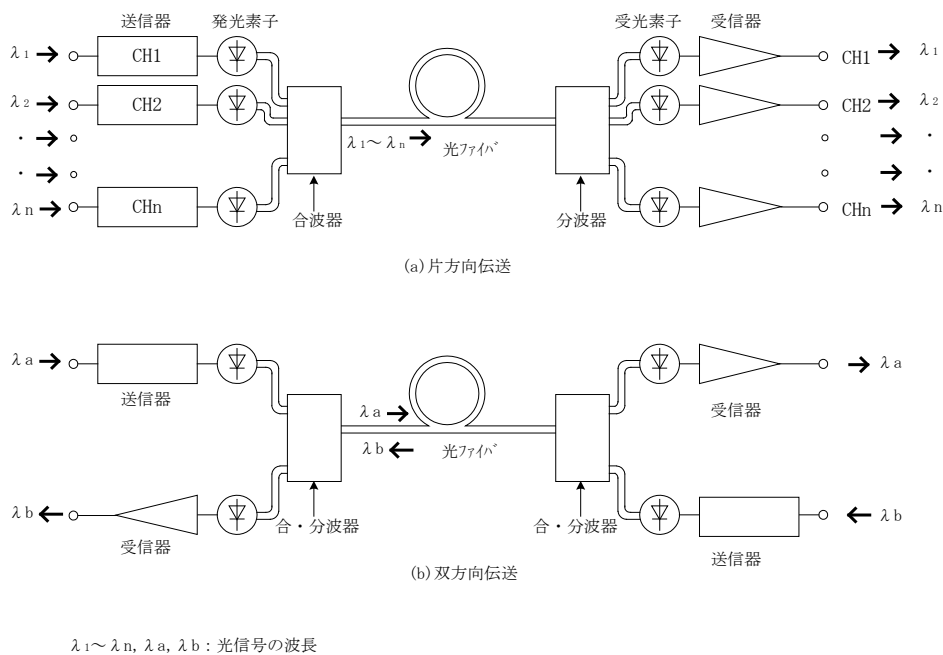 送信器 発光素子 受光素子 受信器
λ1 CH1 CH1 λ1
λ2 CH2 CH2 λ2
・ ・
λ1～λn 光ファイバ
・ ・
λn CHn CHn λn
合波器 分波器
(a)片方向伝送
λa λa
送信器 受信器
λa
λb 光ファイバ
λb λb
合・分波器 合・分波器
受信器 送信器
(b)双方向伝送
λ1～λn, λa, λb：光信号の波長